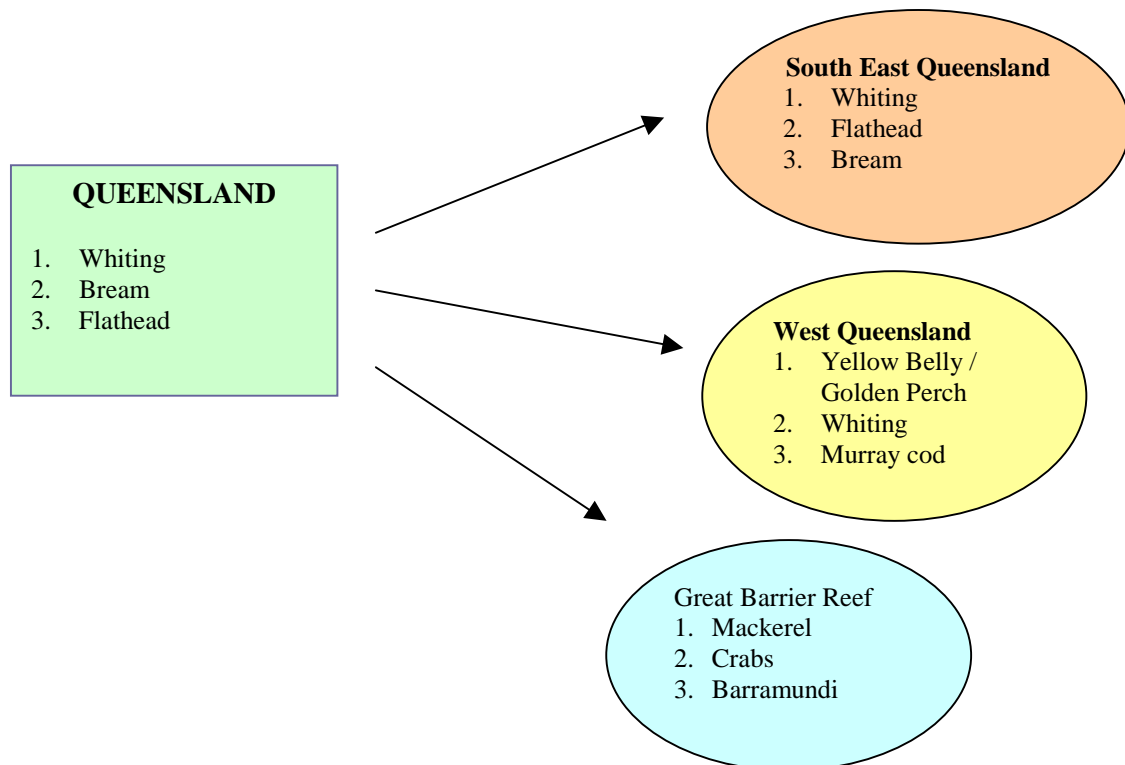 QUEENSLAND
1. Whiting
2. Bream
3. Flathead
South East Queensland
1. Whiting
2. Flathead
3. Bream
West Queensland
1. Yellow Belly /
Golden Perch
2. Whiting
3. Murray cod
Great Barrier Reef
1. Mackerel
2. Crabs
3. Barramundi